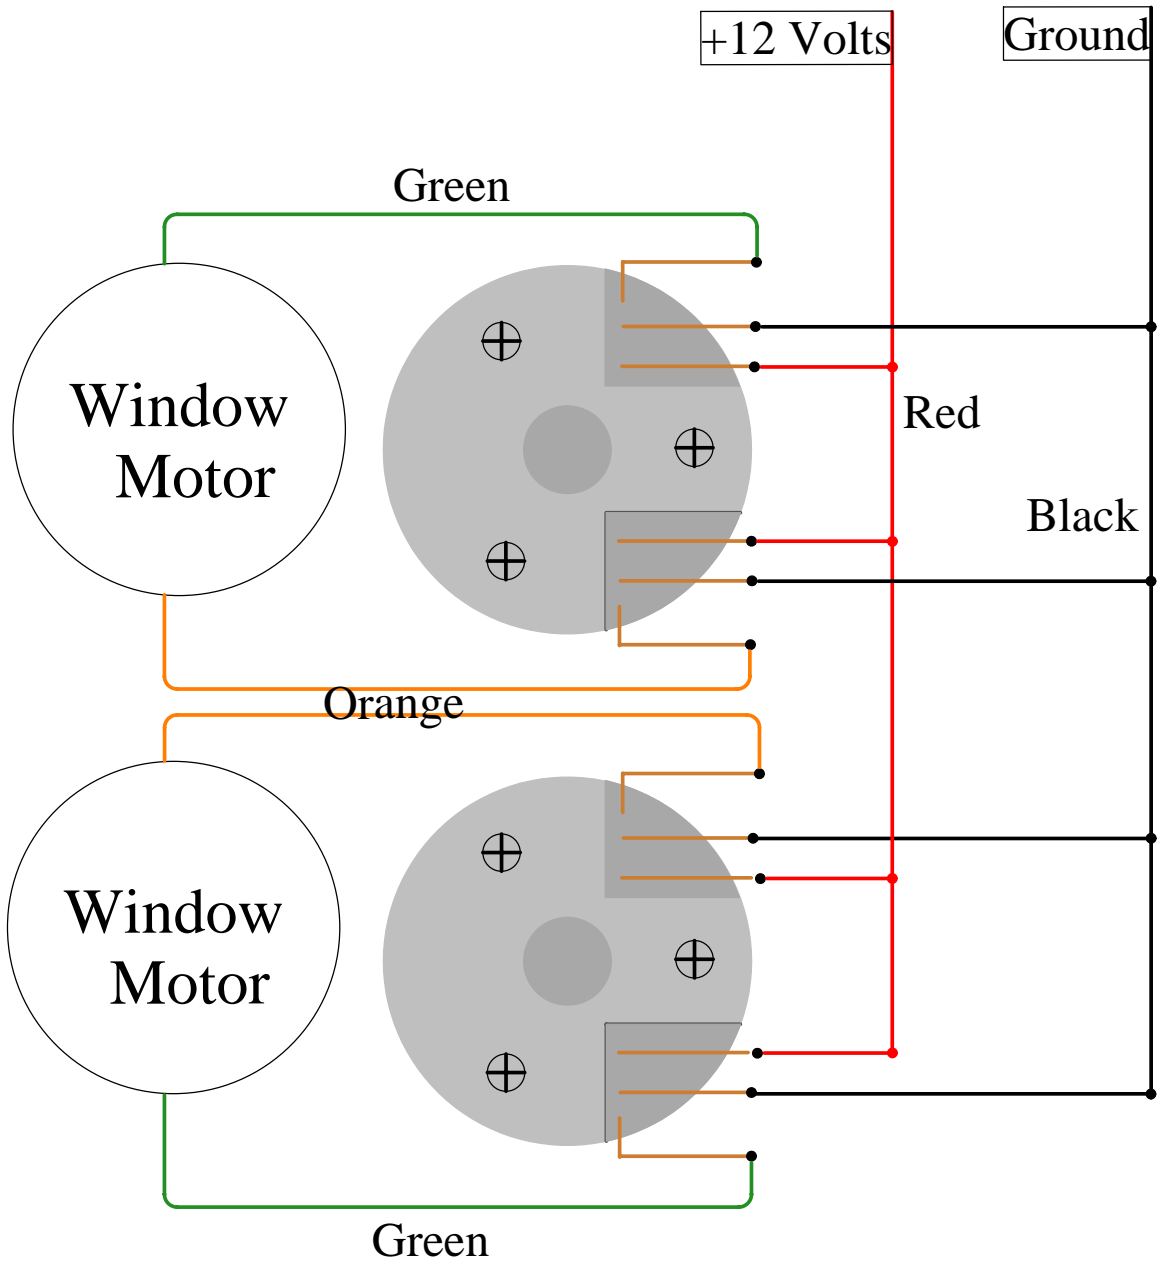 +12 Volts
Ground
Green
Window
Motor
Red
Black
Orange
Window
Motor
Green